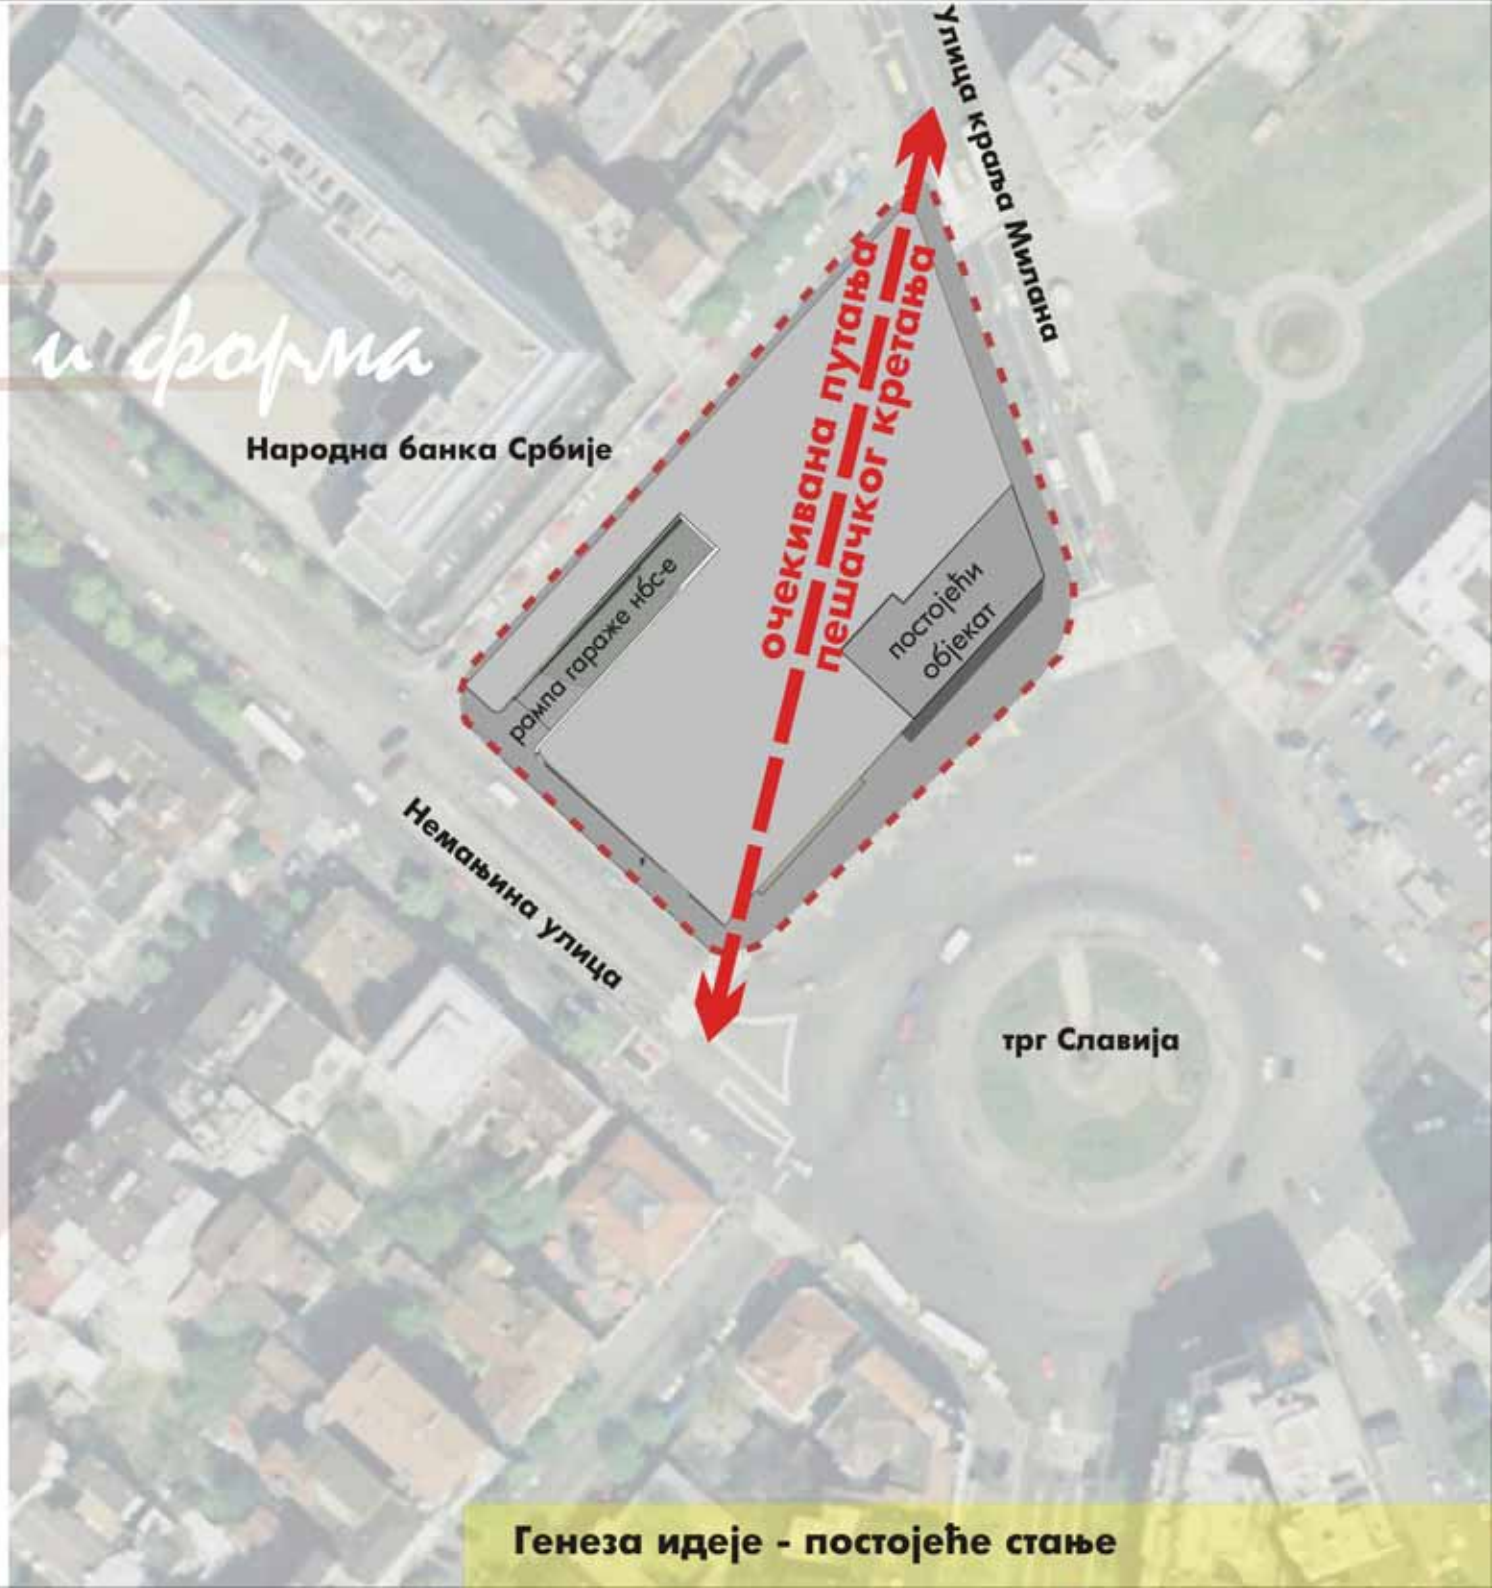 Улица краља Милана
и форма
Народна банка Србије
очекивана путања
пешачког кретања
рампа гараже нбс-е
постојећи
објекат
Немањина улица
трг Славија
Генеза идеје - постојеће стање